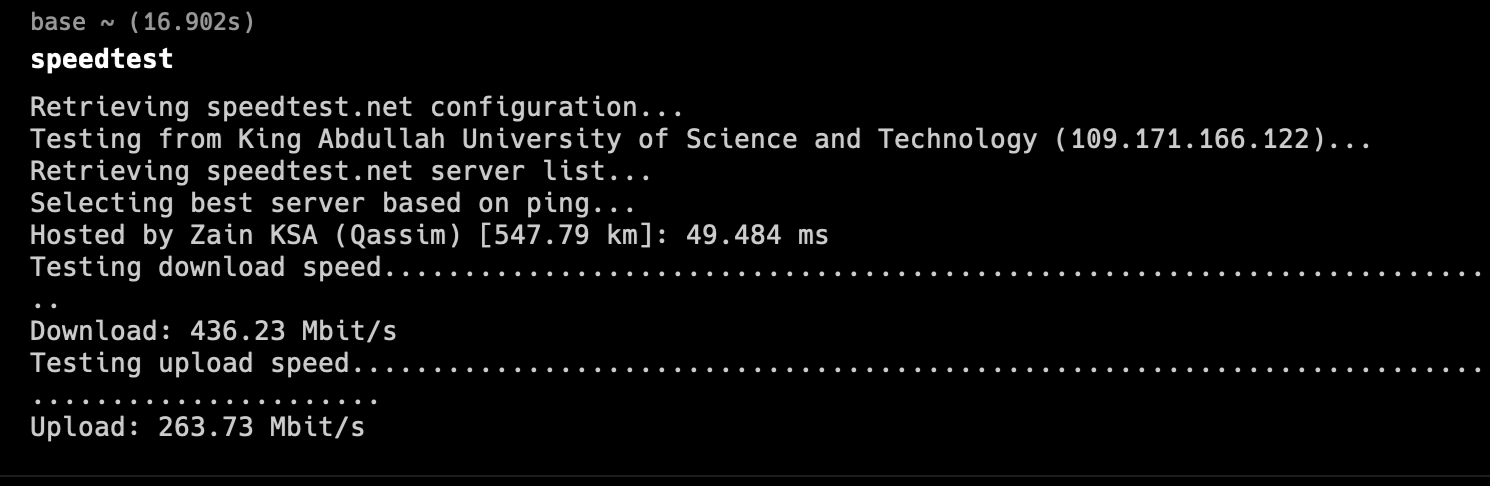 base ~ (16.902s)
speedtest
Retrieving speedtest.net configuration...
Testing from King Abdullah University of Science and Technology (109.171.166.122)...
Retrieving speedtest.net server list...
Selecting best server based on ping...
Hosted by Zain KSA (Qassim) [547.79 km]: 49.484 ms
Testing download speed.....................................................................
..
Download: 436.23 Mbit/s
Testing upload speed.......................................................................
......................
Upload: 263.73 Mbit/s